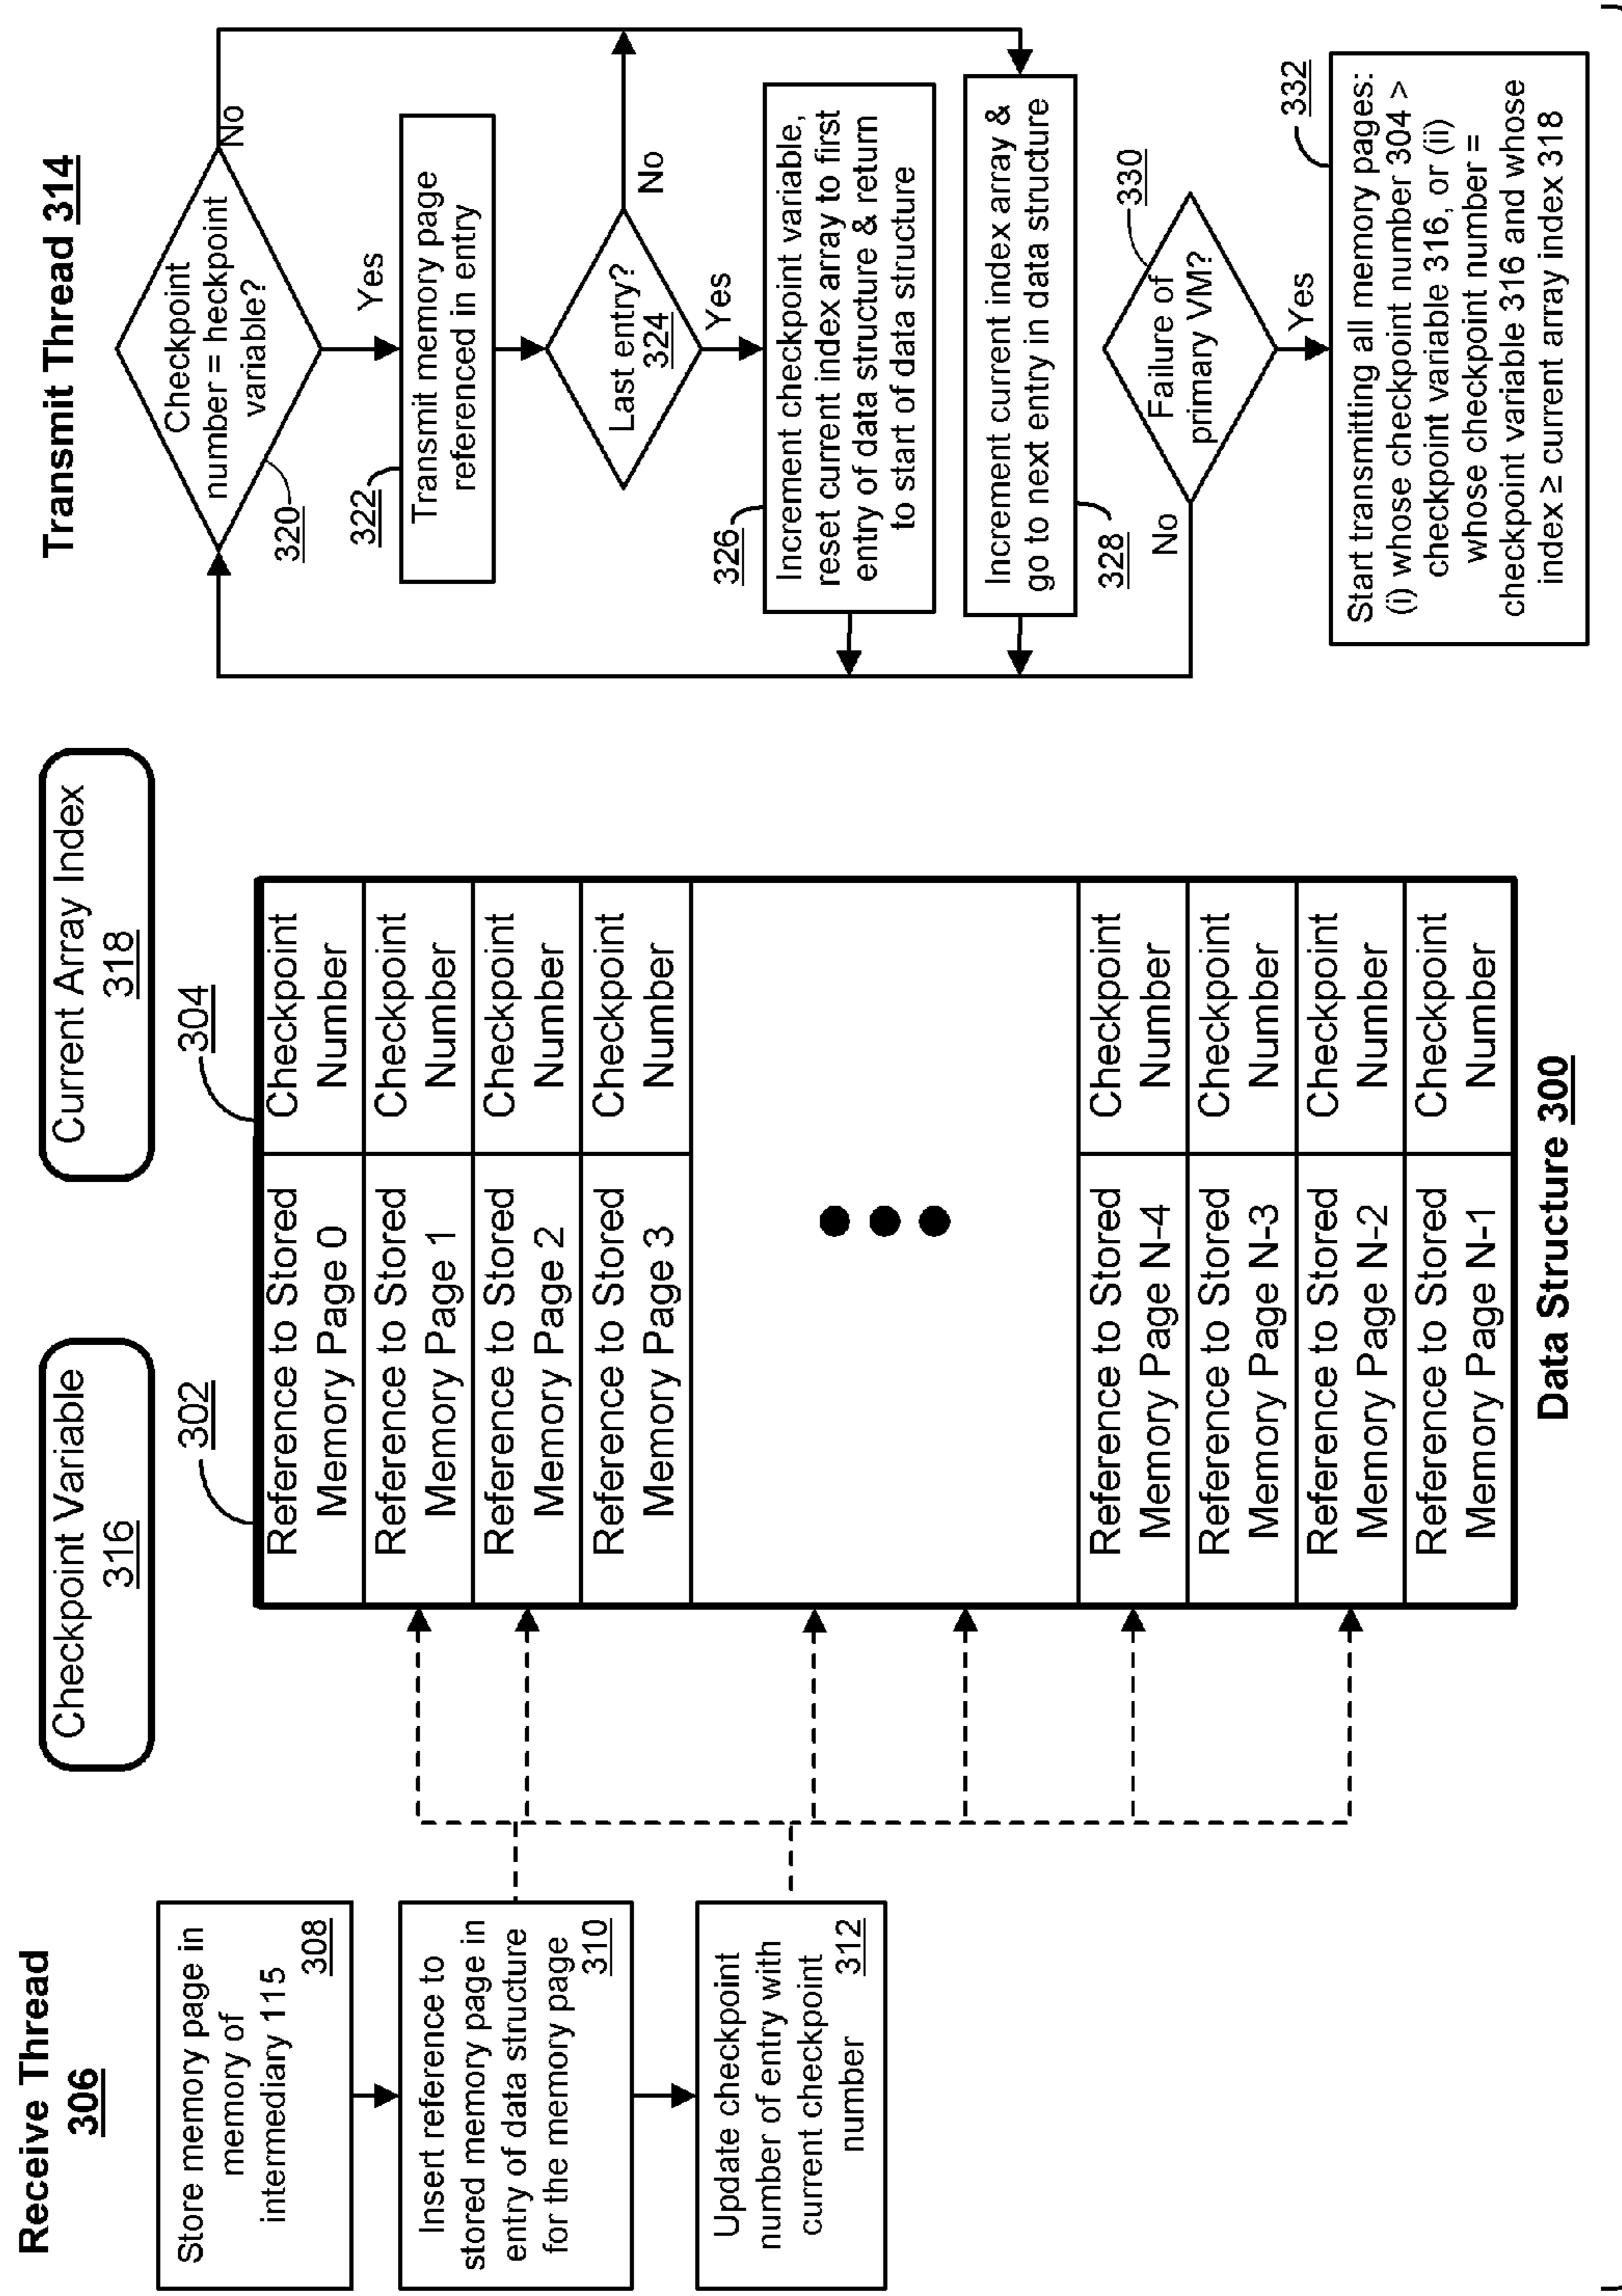 Receive Thread
306
Store memory page in
memory of
intermediary 115
308
Insert reference to
stored memory page in
entry of data structure
for the memory page
310
Update checkpoint
number of entry with
current checkpoint
number
312
Checkpoint Variable
316
Current Array Index
318
302
304
Reference to Stored
Memory Page 0
Checkpoint
Number
Reference to Stored
Memory Page 1
Checkpoint
Number
Reference to Stored
Memory Page 2
Checkpoint
Number
Reference to Stored
Memory Page 3
Checkpoint
Number
Reference to Stored
Memory Page N-4
Checkpoint
Number
Reference to Stored
Memory Page N-3
Checkpoint
Number
Reference to Stored
Memory Page N-2
Checkpoint
Number
Reference to Stored
Memory Page N-1
Checkpoint
Number
Data Structure 300
Transmit Thread 314
Checkpoint
number = heckpoint
variable?
320
No
Yes
322
Transmit memory page
referenced in entry
Last entry?
324
No
Yes
326
Increment checkpoint variable,
reset current index array to first
entry of data structure & return
to start of data structure
Increment current index array &
go to next entry in data structure
328
No
Failure of
primary VM?
330
Yes
332
Start transmitting all memory pages:
(i) whose checkpoint number 304 >
checkpoint variable 316, or (ii)
whose checkpoint number =
checkpoint variable 316 and whose
index ≥ current array index 318